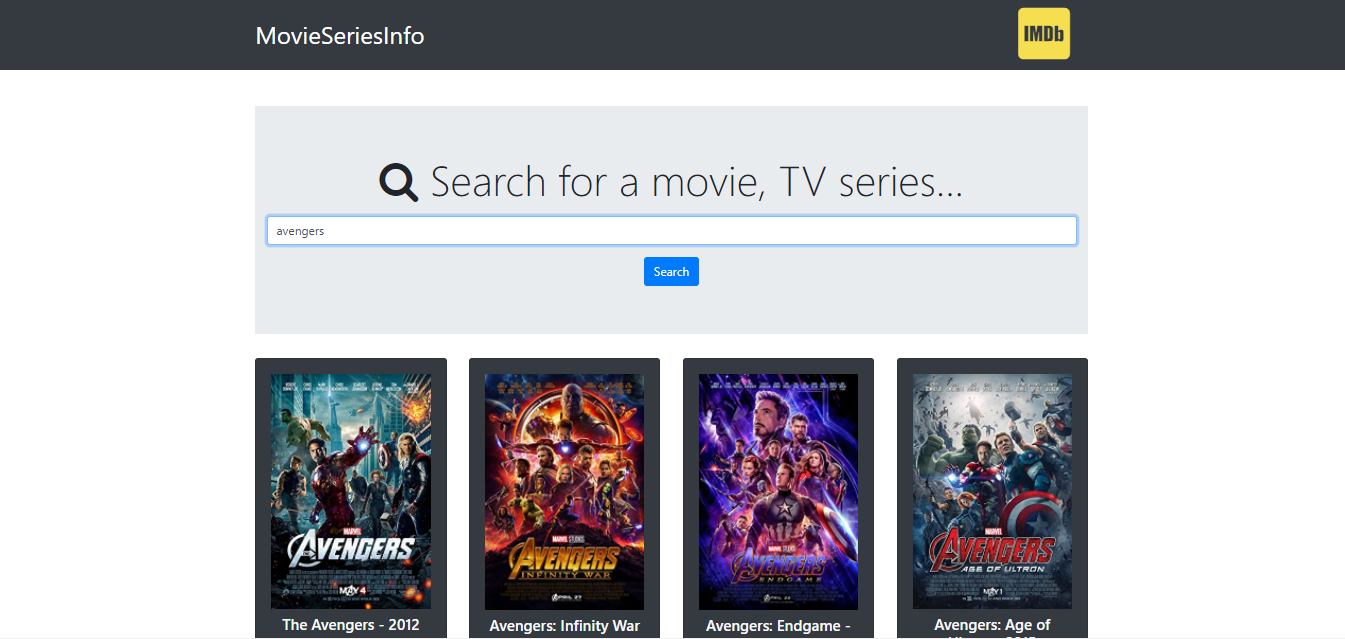 MovieSeriesInfo
IMDb
Search for a movie, TV series...
avengers
Search
MARVEL
AVENGERS
MAY 4
The Avengers - 2012
MARVEL STUDIOS
AVENGERS
INFINITY WAR
APRIL 27
Avengers: Infinity War
MARVEL STUDIOS
AVENGERS
ENDGAME
APRIL
Avengers: Endgame -
MARVEL
AVENGERS
AGE OF ULTRON
MAY 1
Avengers: Age of